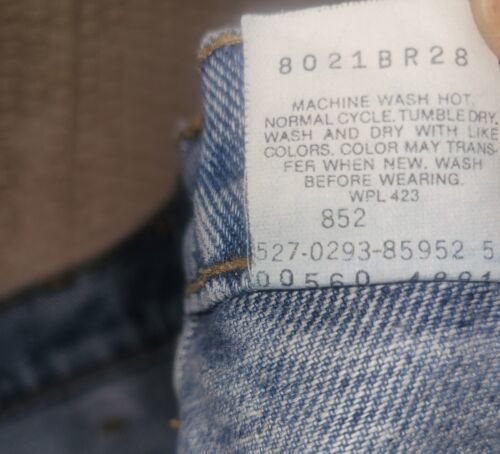 8021BR28
MACHINE WASH HOT,
NORMAL CYCLE. TUMBLE DRY.
WASH AND DRY WITH LIKE
COLORS. COLOR MAY TRANS-
FER WHEN NEW. WASH
BEFORE WEARING.
WPL 423
852
527-0293-85952 5
00560